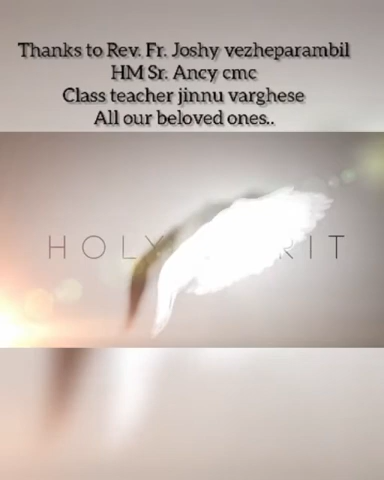 Thanks to Rev. Fr. Joshy vezheparambil
HM Sr. Ancy cmc
Class teacher jinnu varghese
All our beloved ones..
HOLY